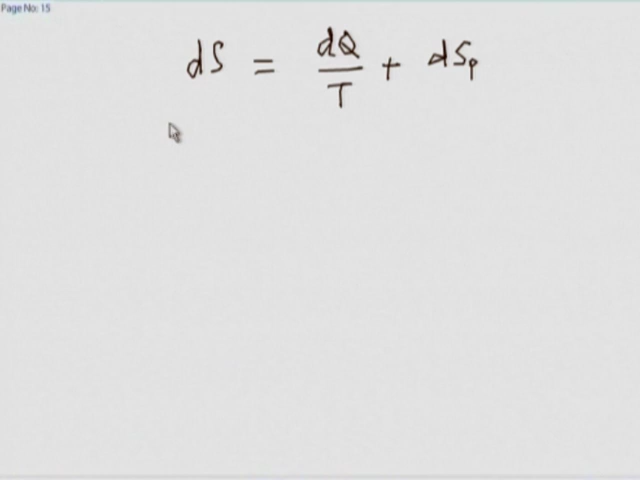 Page No: 15
dS = dQ/T + dSp